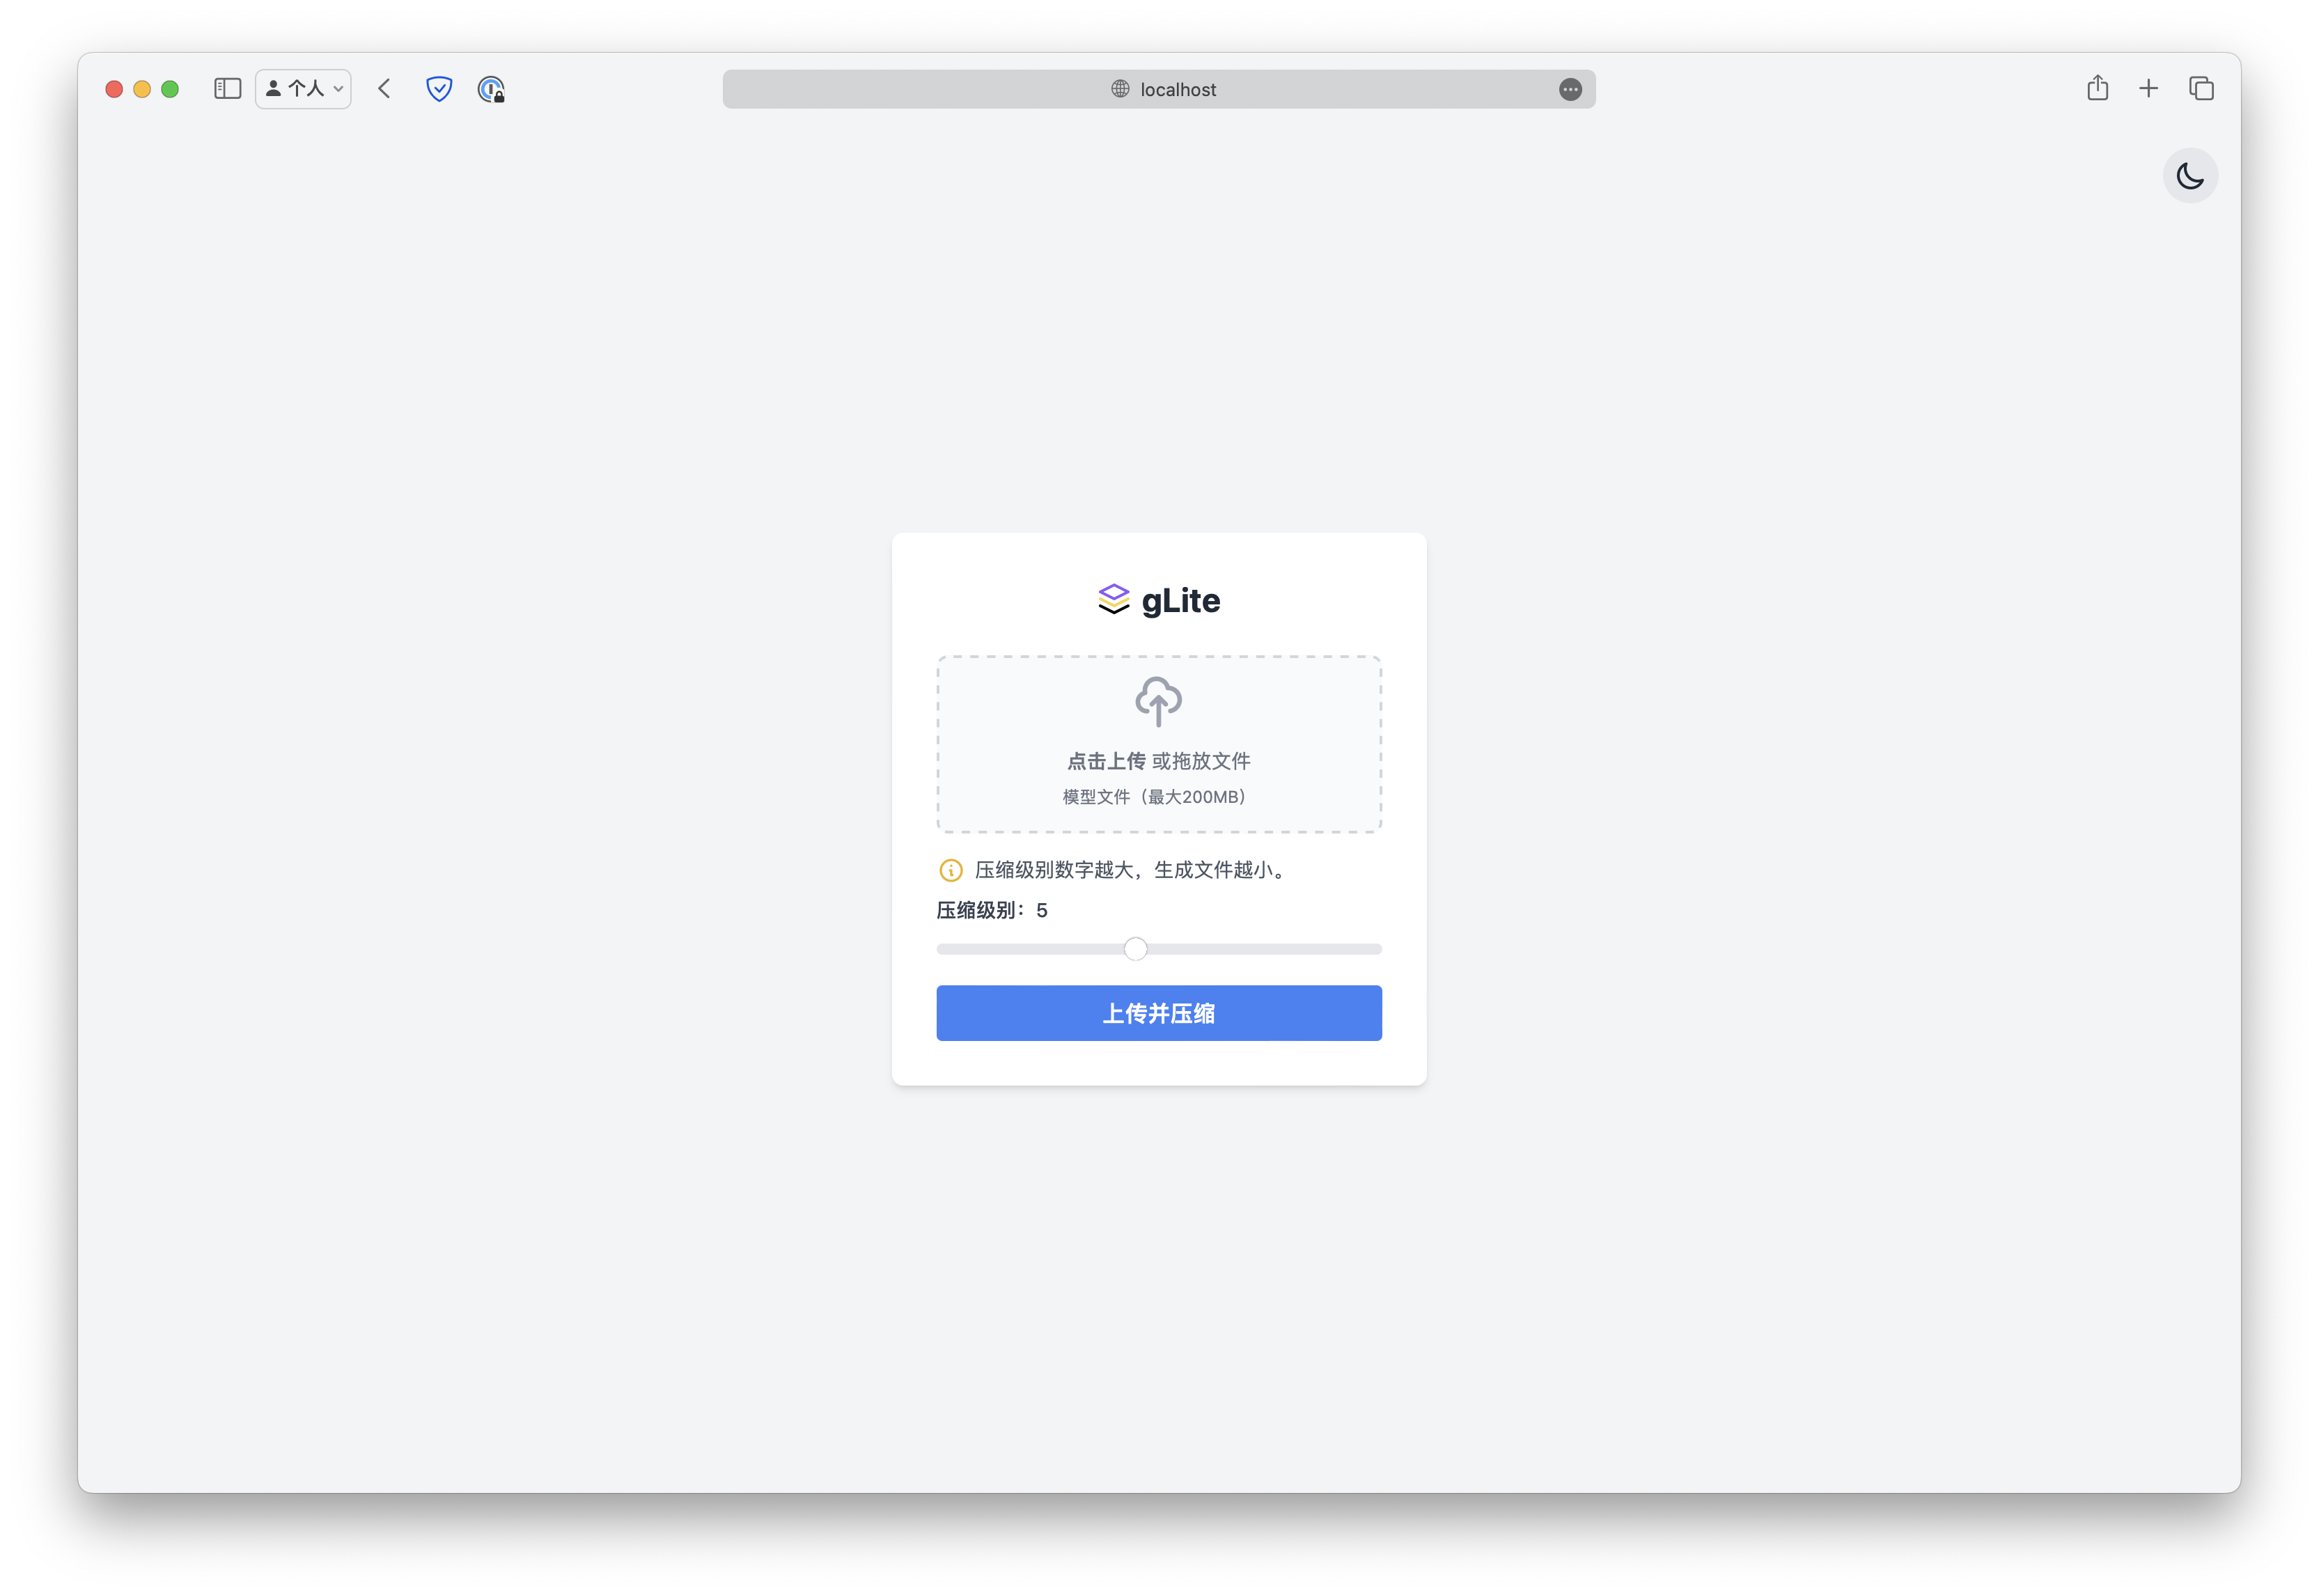 个人
localhost
gLite
点击上传 或拖放文件
模型文件（最大200MB）
压缩级别数字越大，生成文件越小。
压缩级别：5
上传并压缩